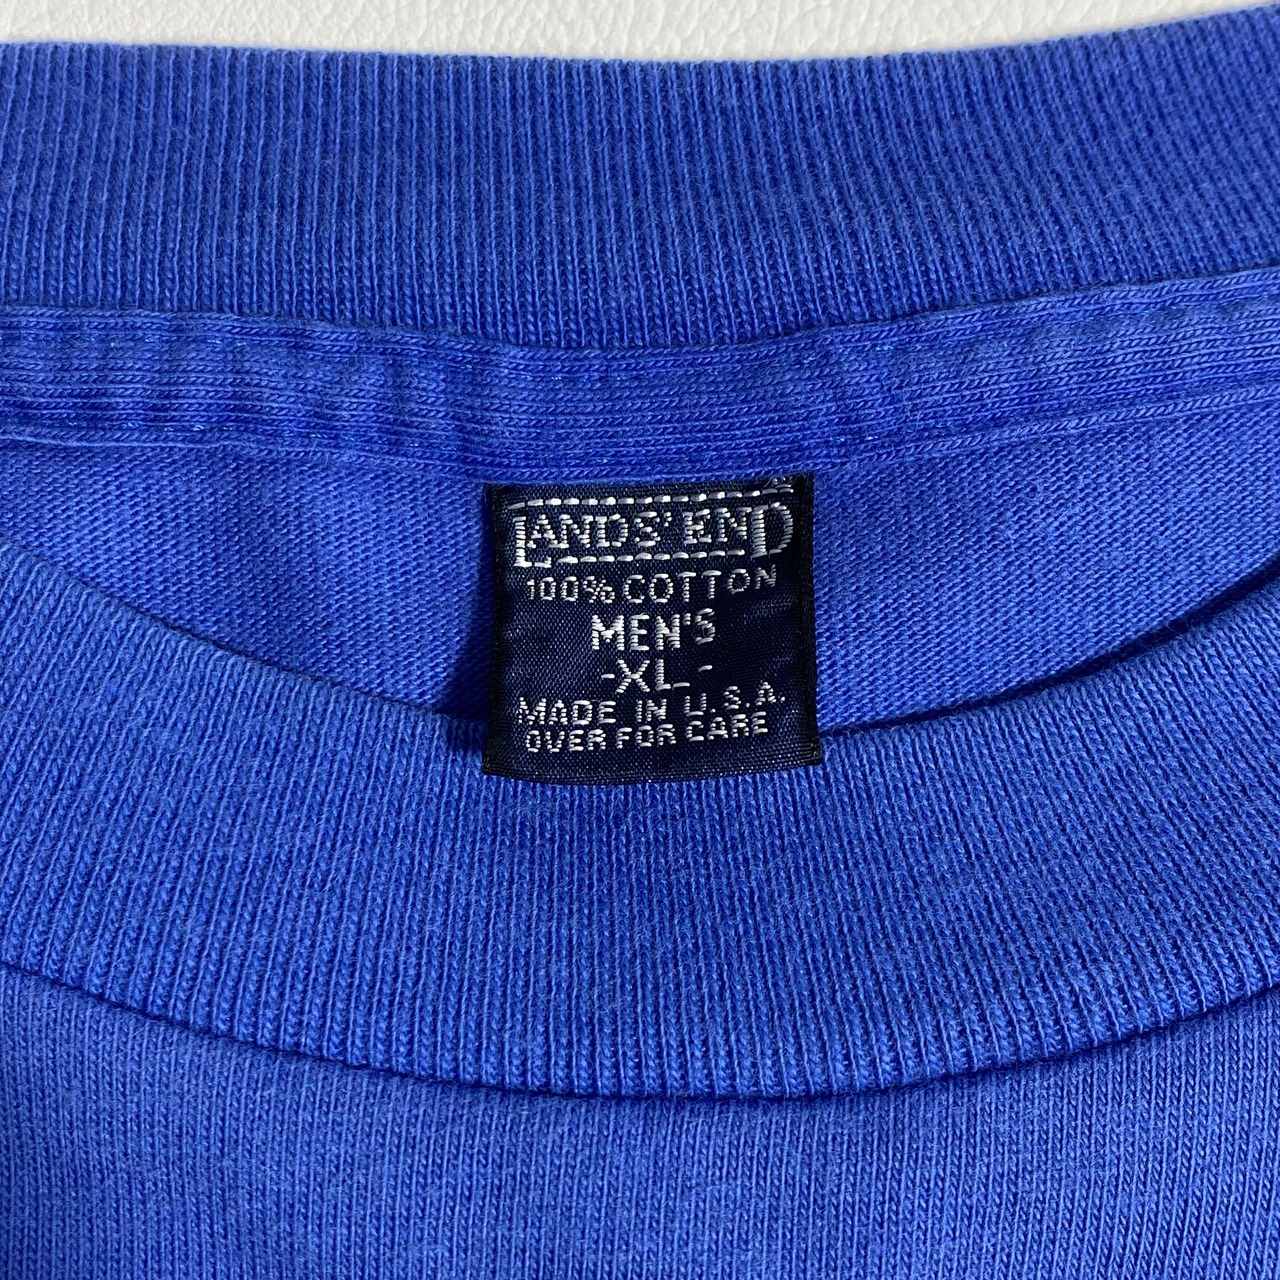 LANDS' END
100% COTTON
MEN'S
-XL-
MADE IN U.S.A.
OVER FOR CARE